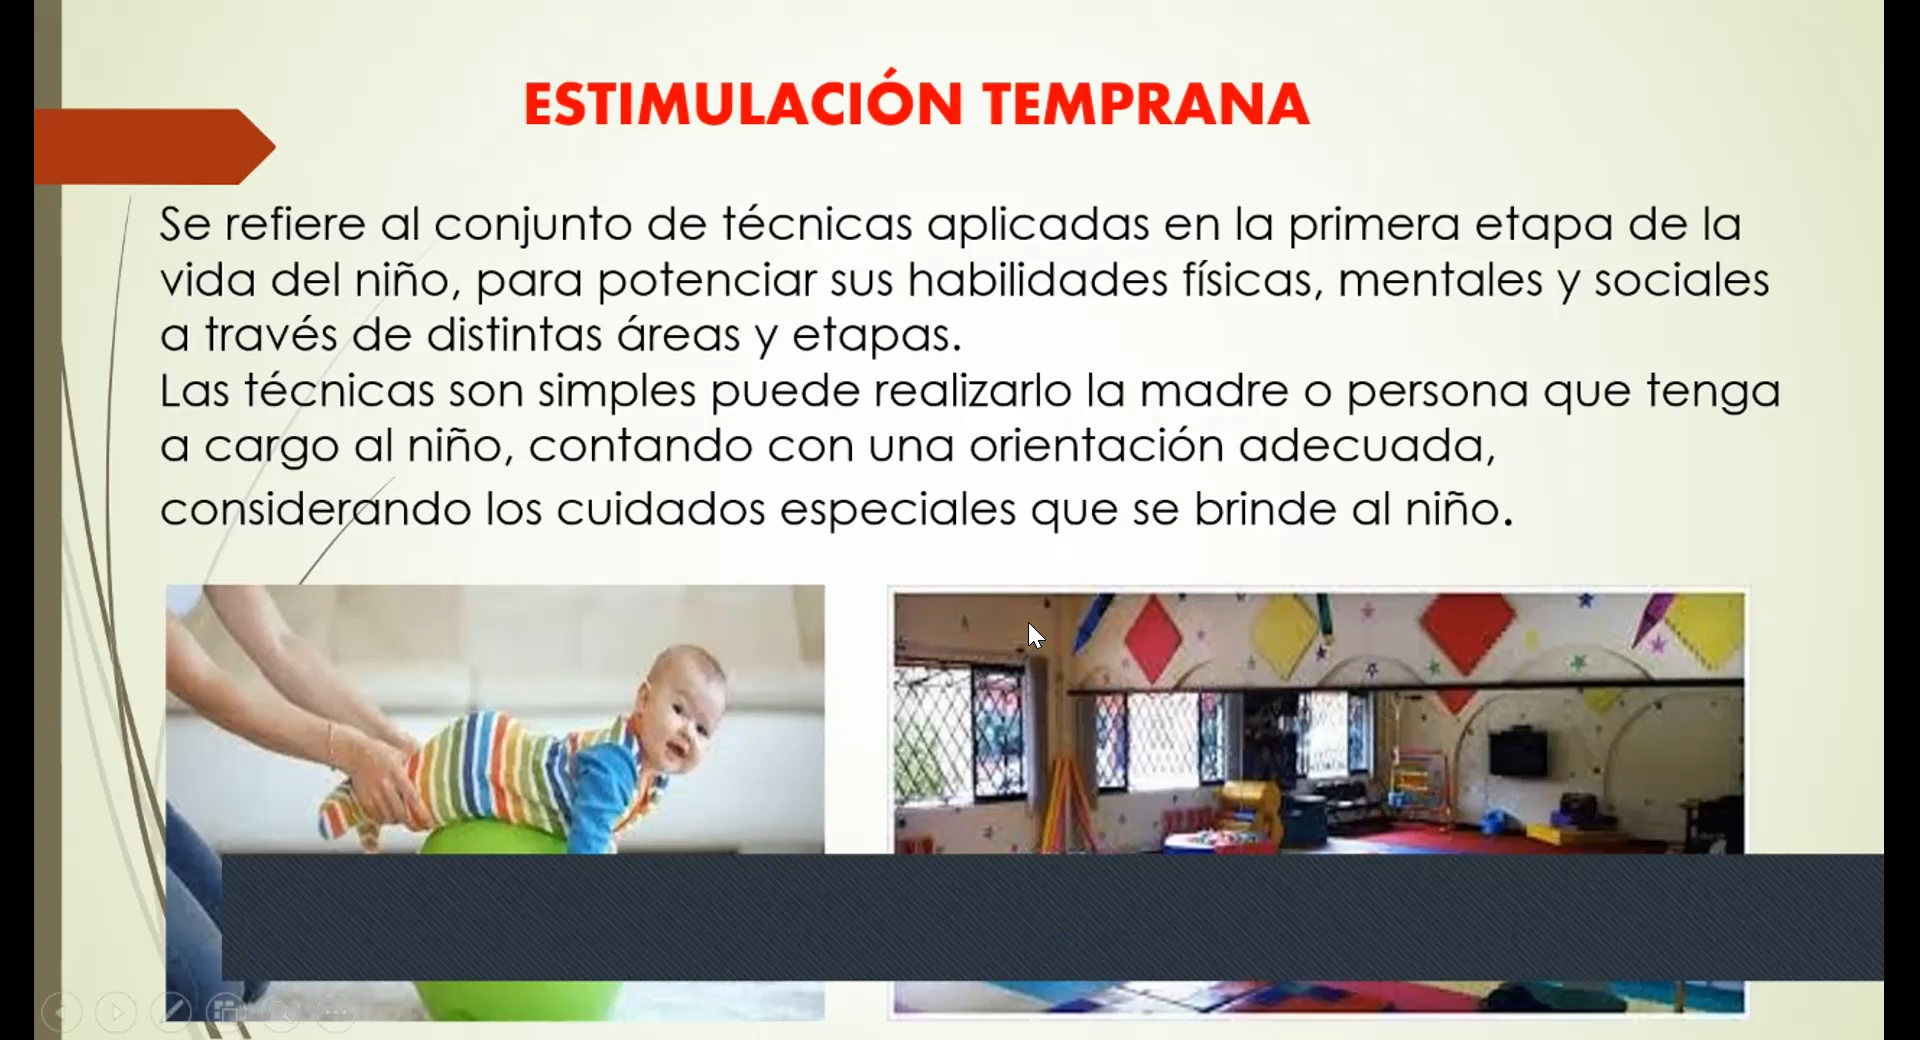 ESTIMULACIÓN TEMPRANA
Se refiere al conjunto de técnicas aplicadas en la primera etapa de la
vida del niño, para potenciar sus habilidades físicas, mentales y sociales
a través de distintas áreas y etapas.
Las técnicas son simples puede realizarlo la madre o persona que tenga
a cargo al niño, contando con una orientación adecuada,
considerando los cuidados especiales que se brinde al niño.